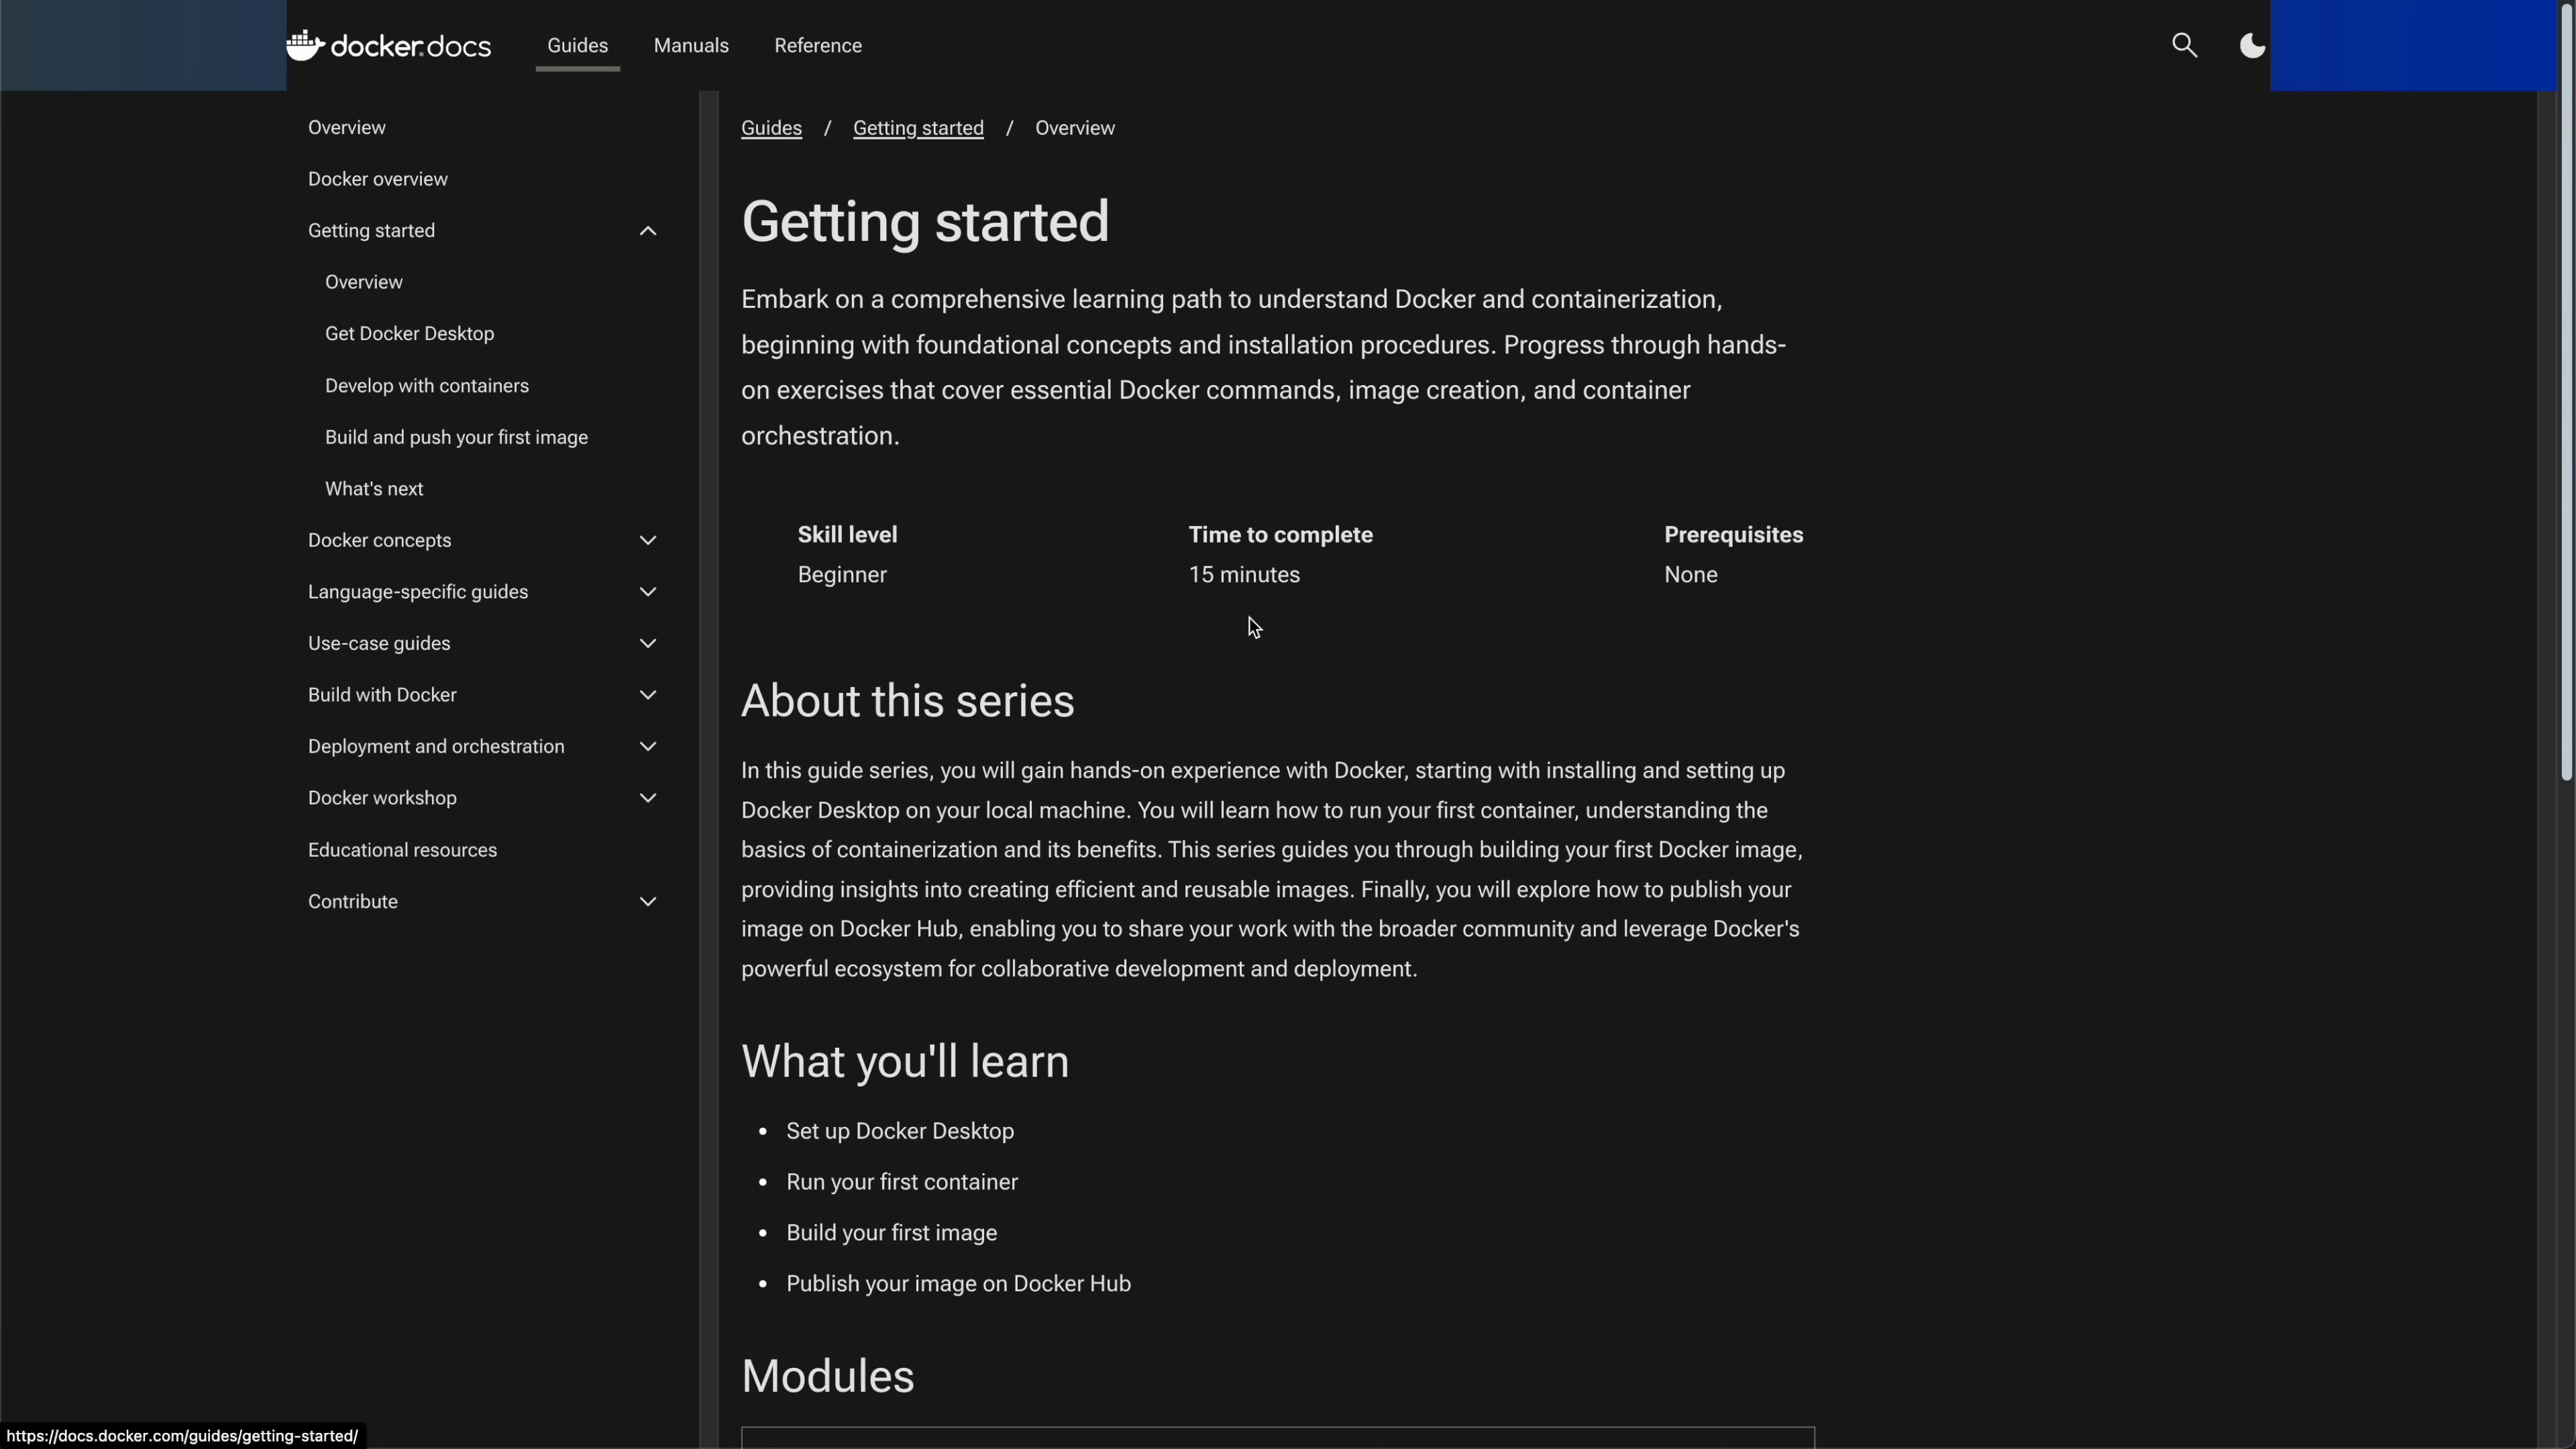 docker.docs
Guides
Manuals
Reference
Overview
Docker overview
Getting started
Overview
Get Docker Desktop
Develop with containers
Build and push your first image
What's next
Docker concepts
Language-specific guides
Use-case guides
Build with Docker
Deployment and orchestration
Docker workshop
Educational resources
Contribute
Guides / Getting started / Overview
Getting started
Embark on a comprehensive learning path to understand Docker and containerization,
beginning with foundational concepts and installation procedures. Progress through hands-
on exercises that cover essential Docker commands, image creation, and container
orchestration.
Skill level
Beginner
Time to complete
15 minutes
Prerequisites
None
About this series
In this guide series, you will gain hands-on experience with Docker, starting with installing and setting up
Docker Desktop on your local machine. You will learn how to run your first container, understanding the
basics of containerization and its benefits. This series guides you through building your first Docker image,
providing insights into creating efficient and reusable images. Finally, you will explore how to publish your
image on Docker Hub, enabling you to share your work with the broader community and leverage Docker's
powerful ecosystem for collaborative development and deployment.
What you'll learn
• Set up Docker Desktop
• Run your first container
• Build your first image
• Publish your image on Docker Hub
Modules
https://docs.docker.com/guides/getting-started/